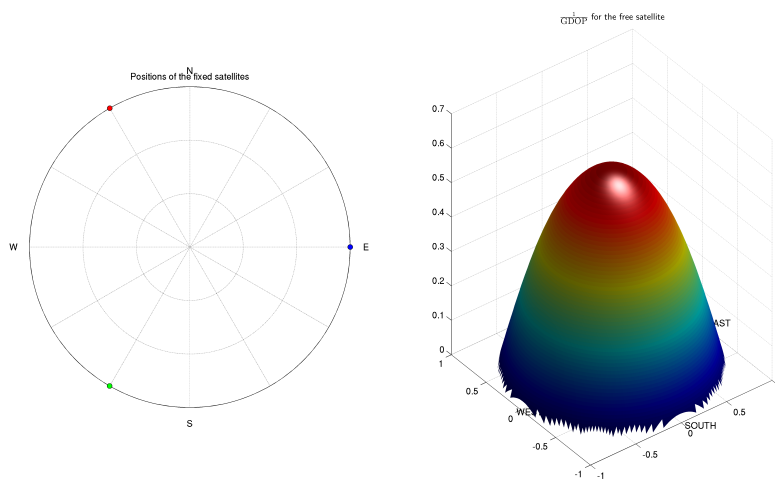 N
Positions of the fixed satellites
W
E
S
1/GDOP for the free satellite
0.7
0.6
0.5
0.4
0.3
0.2
0.1
0
1
0.5
0
-0.5
-1
-1
-0.5
0
0.5
WES
SOUTH
AST